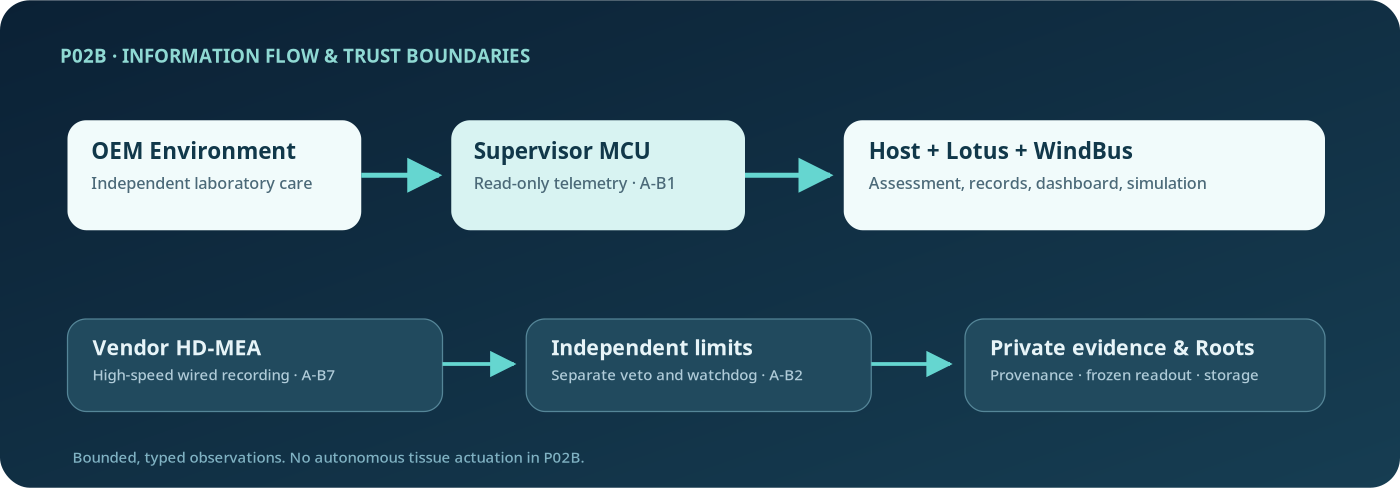 P02B · INFORMATION FLOW & TRUST BOUNDARIES
OEM Environment
Independent laboratory care
Supervisor MCU
Read-only telemetry · A-B1
Host + Lotus + WindBus
Assessment, records, dashboard, simulation
Vendor HD-MEA
High-speed wired recording · A-B7
Independent limits
Separate veto and watchdog · A-B2
Private evidence & Roots
Provenance · frozen readout · storage
Bounded, typed observations. No autonomous tissue actuation in P02B.